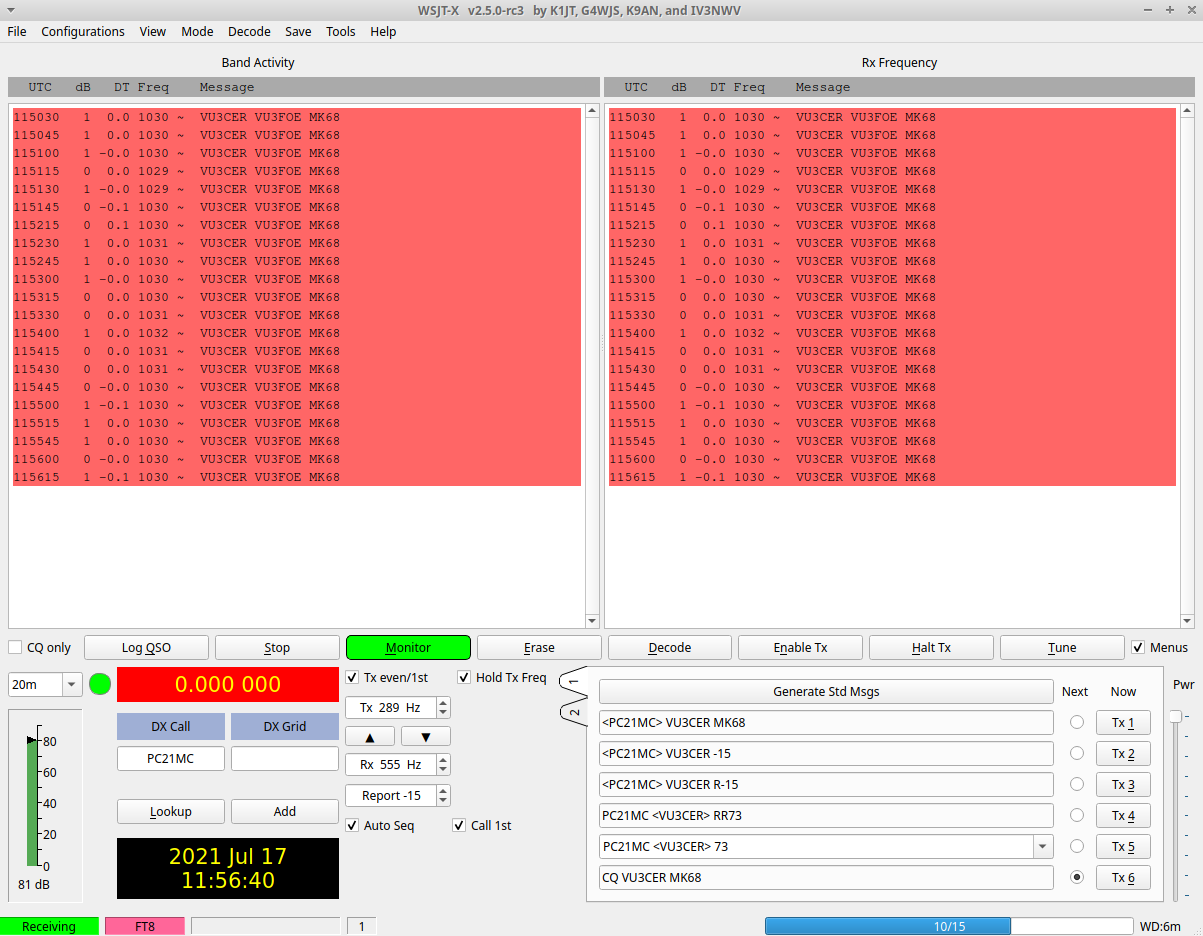 WSJT-X v2.5.0-rc3 by K1JT, G4WJS, K9AN, and IV3NWV
File Configurations View Mode Decode Save Tools Help
Band Activity
UTC dB DT Freq Message
115030 1 0.0 1030 ~ VU3CER VU3FOE MK68
115045 1 0.0 1030 ~ VU3CER VU3FOE MK68
115100 1 -0.0 1030 ~ VU3CER VU3FOE MK68
115115 0 0.0 1029 ~ VU3CER VU3FOE MK68
115130 1 -0.0 1029 ~ VU3CER VU3FOE MK68
115145 0 -0.1 1030 ~ VU3CER VU3FOE MK68
115215 0 0.1 1030 ~ VU3CER VU3FOE MK68
115230 1 0.0 1031 ~ VU3CER VU3FOE MK68
115245 1 0.0 1030 ~ VU3CER VU3FOE MK68
115300 1 -0.0 1030 ~ VU3CER VU3FOE MK68
115315 0 0.0 1030 ~ VU3CER VU3FOE MK68
115330 0 0.0 1031 ~ VU3CER VU3FOE MK68
115400 1 0.0 1032 ~ VU3CER VU3FOE MK68
115415 0 0.0 1031 ~ VU3CER VU3FOE MK68
115430 0 0.0 1031 ~ VU3CER VU3FOE MK68
115445 0 -0.0 1030 ~ VU3CER VU3FOE MK68
115500 1 -0.1 1030 ~ VU3CER VU3FOE MK68
115515 1 0.0 1030 ~ VU3CER VU3FOE MK68
115545 1 0.0 1030 ~ VU3CER VU3FOE MK68
115600 0 -0.0 1030 ~ VU3CER VU3FOE MK68
115615 1 -0.1 1030 ~ VU3CER VU3FOE MK68
Rx Frequency
UTC dB DT Freq Message
115030 1 0.0 1030 ~ VU3CER VU3FOE MK68
115045 1 0.0 1030 ~ VU3CER VU3FOE MK68
115100 1 -0.0 1030 ~ VU3CER VU3FOE MK68
115115 0 0.0 1029 ~ VU3CER VU3FOE MK68
115130 1 -0.0 1029 ~ VU3CER VU3FOE MK68
115145 0 -0.1 1030 ~ VU3CER VU3FOE MK68
115215 0 0.1 1030 ~ VU3CER VU3FOE MK68
115230 1 0.0 1031 ~ VU3CER VU3FOE MK68
115245 1 0.0 1030 ~ VU3CER VU3FOE MK68
115300 1 -0.0 1030 ~ VU3CER VU3FOE MK68
115315 0 0.0 1030 ~ VU3CER VU3FOE MK68
115330 0 0.0 1031 ~ VU3CER VU3FOE MK68
115400 1 0.0 1032 ~ VU3CER VU3FOE MK68
115415 0 0.0 1031 ~ VU3CER VU3FOE MK68
115430 0 0.0 1031 ~ VU3CER VU3FOE MK68
115445 0 -0.0 1030 ~ VU3CER VU3FOE MK68
115500 1 -0.1 1030 ~ VU3CER VU3FOE MK68
115515 1 0.0 1030 ~ VU3CER VU3FOE MK68
115545 1 0.0 1030 ~ VU3CER VU3FOE MK68
115600 0 -0.0 1030 ~ VU3CER VU3FOE MK68
115615 1 -0.1 1030 ~ VU3CER VU3FOE MK68
CQ only Log QSO Stop Monitor Erase Decode Enable Tx Halt Tx Tune Menus
20m
0.000 000
DX Call DX Grid
PC21MC
Lookup Add
2021 Jul 17
11:56:40
80
60
40
20
0
81 dB
Tx even/1st Hold Tx Freq
Tx 289 Hz
Rx 555 Hz
Report -15
Auto Seq Call 1st
1
2
Generate Std Msgs Next Now Pwr
<PC21MC> VU3CER MK68 Tx 1
<PC21MC> VU3CER -15 Tx 2
<PC21MC> VU3CER R-15 Tx 3
PC21MC <VU3CER> RR73 Tx 4
PC21MC <VU3CER> 73 Tx 5
CQ VU3CER MK68 Tx 6
Receiving FT8 1 10/15 WD:6m